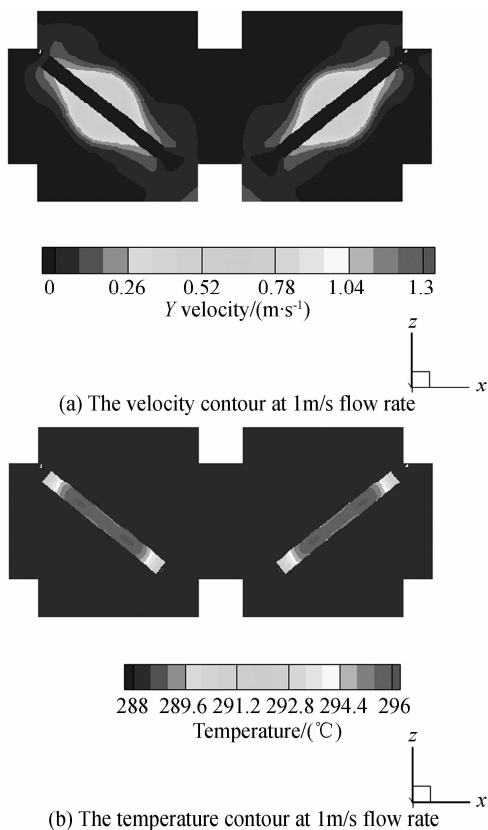 0 0.26 0.52 0.78 1.04 1.3
Y velocity/(m·s⁻¹)
z
x
(a) The velocity contour at 1m/s flow rate
288 289.6 291.2 292.8 294.4 296
Temperature/(℃)
z
x
(b) The temperature contour at 1m/s flow rate